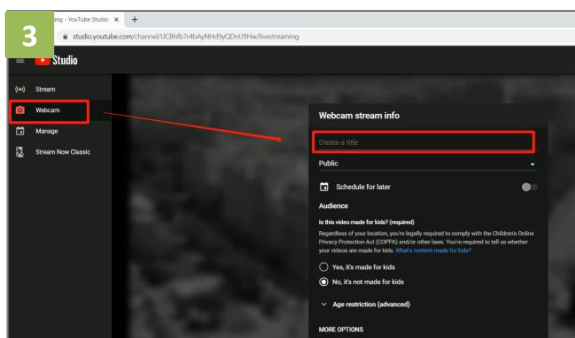 3
ng - YouTube Studio
studio.youtube.com/channel/
/livestreaming
Studio
Stream
Webcam
Manage
Stream Now Classic
Webcam stream info
Create a title
Public
Schedule for later
Audience
Is this video made for kids? (required)
Regardless of your location, you're legally required to comply with the Children's Online
Privacy Protection Act (COPPA) and/or other laws. You're required to tell us whether
your videos are made for kids. What's content made for kids?
Yes, it's made for kids
No, it's not made for kids
Age restriction (advanced)
MORE OPTIONS